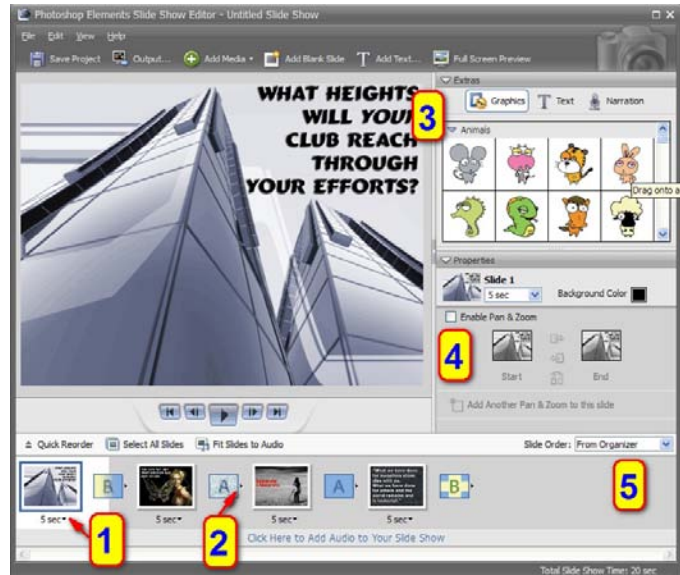 Photoshop Elements Slide Show Editor - Untitled Slide Show
File Edit View Help
Save Project Output... Add Media Add Blank Slide Add Text... Full Screen Preview
WHAT HEIGHTS
WILL YOUR
CLUB REACH
THROUGH
YOUR EFFORTS?
Extras
3
Graphics Text Narration
Animals
Drag onto a
Properties
Slide 1
5 sec Background Color
Enable Pan & Zoom
4
Start End
Add Another Pan & Zoom to this slide
Quick Reorder Select All Slides Fit Slides to Audio Slide Order: From Organizer
B A A B
5
5 sec 5 sec 5 sec 5 sec
1 2
Click Here to Add Audio to Your Slide Show
Total Slide Show Time: 20 sec